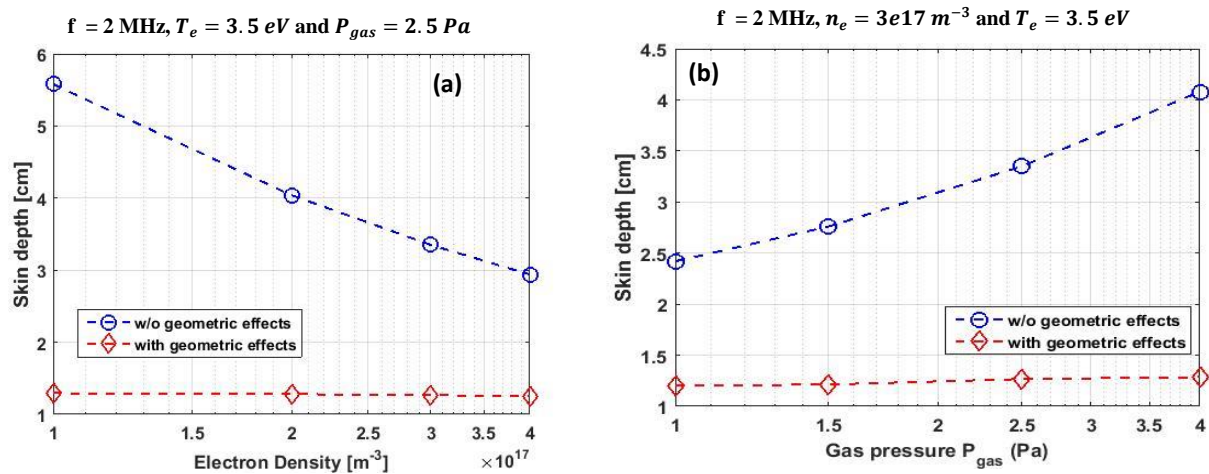 f = 2 MHz, T_e = 3.5 eV and P_gas = 2.5 Pa
(a)
6
5
4
3
2
1
Skin depth [cm]
w/o geometric effects
with geometric effects
1 1.5 2 2.5 3 3.5 4
Electron Density [m^-3] ×10^17
f = 2 MHz, n_e = 3e17 m^−3 and T_e = 3.5 eV
(b)
4.5
4
3.5
3
2.5
2
1.5
1
Skin depth [cm]
w/o geometric effects
with geometric effects
1 1.5 2 2.5 3 3.5 4
Gas pressure P_gas (Pa)